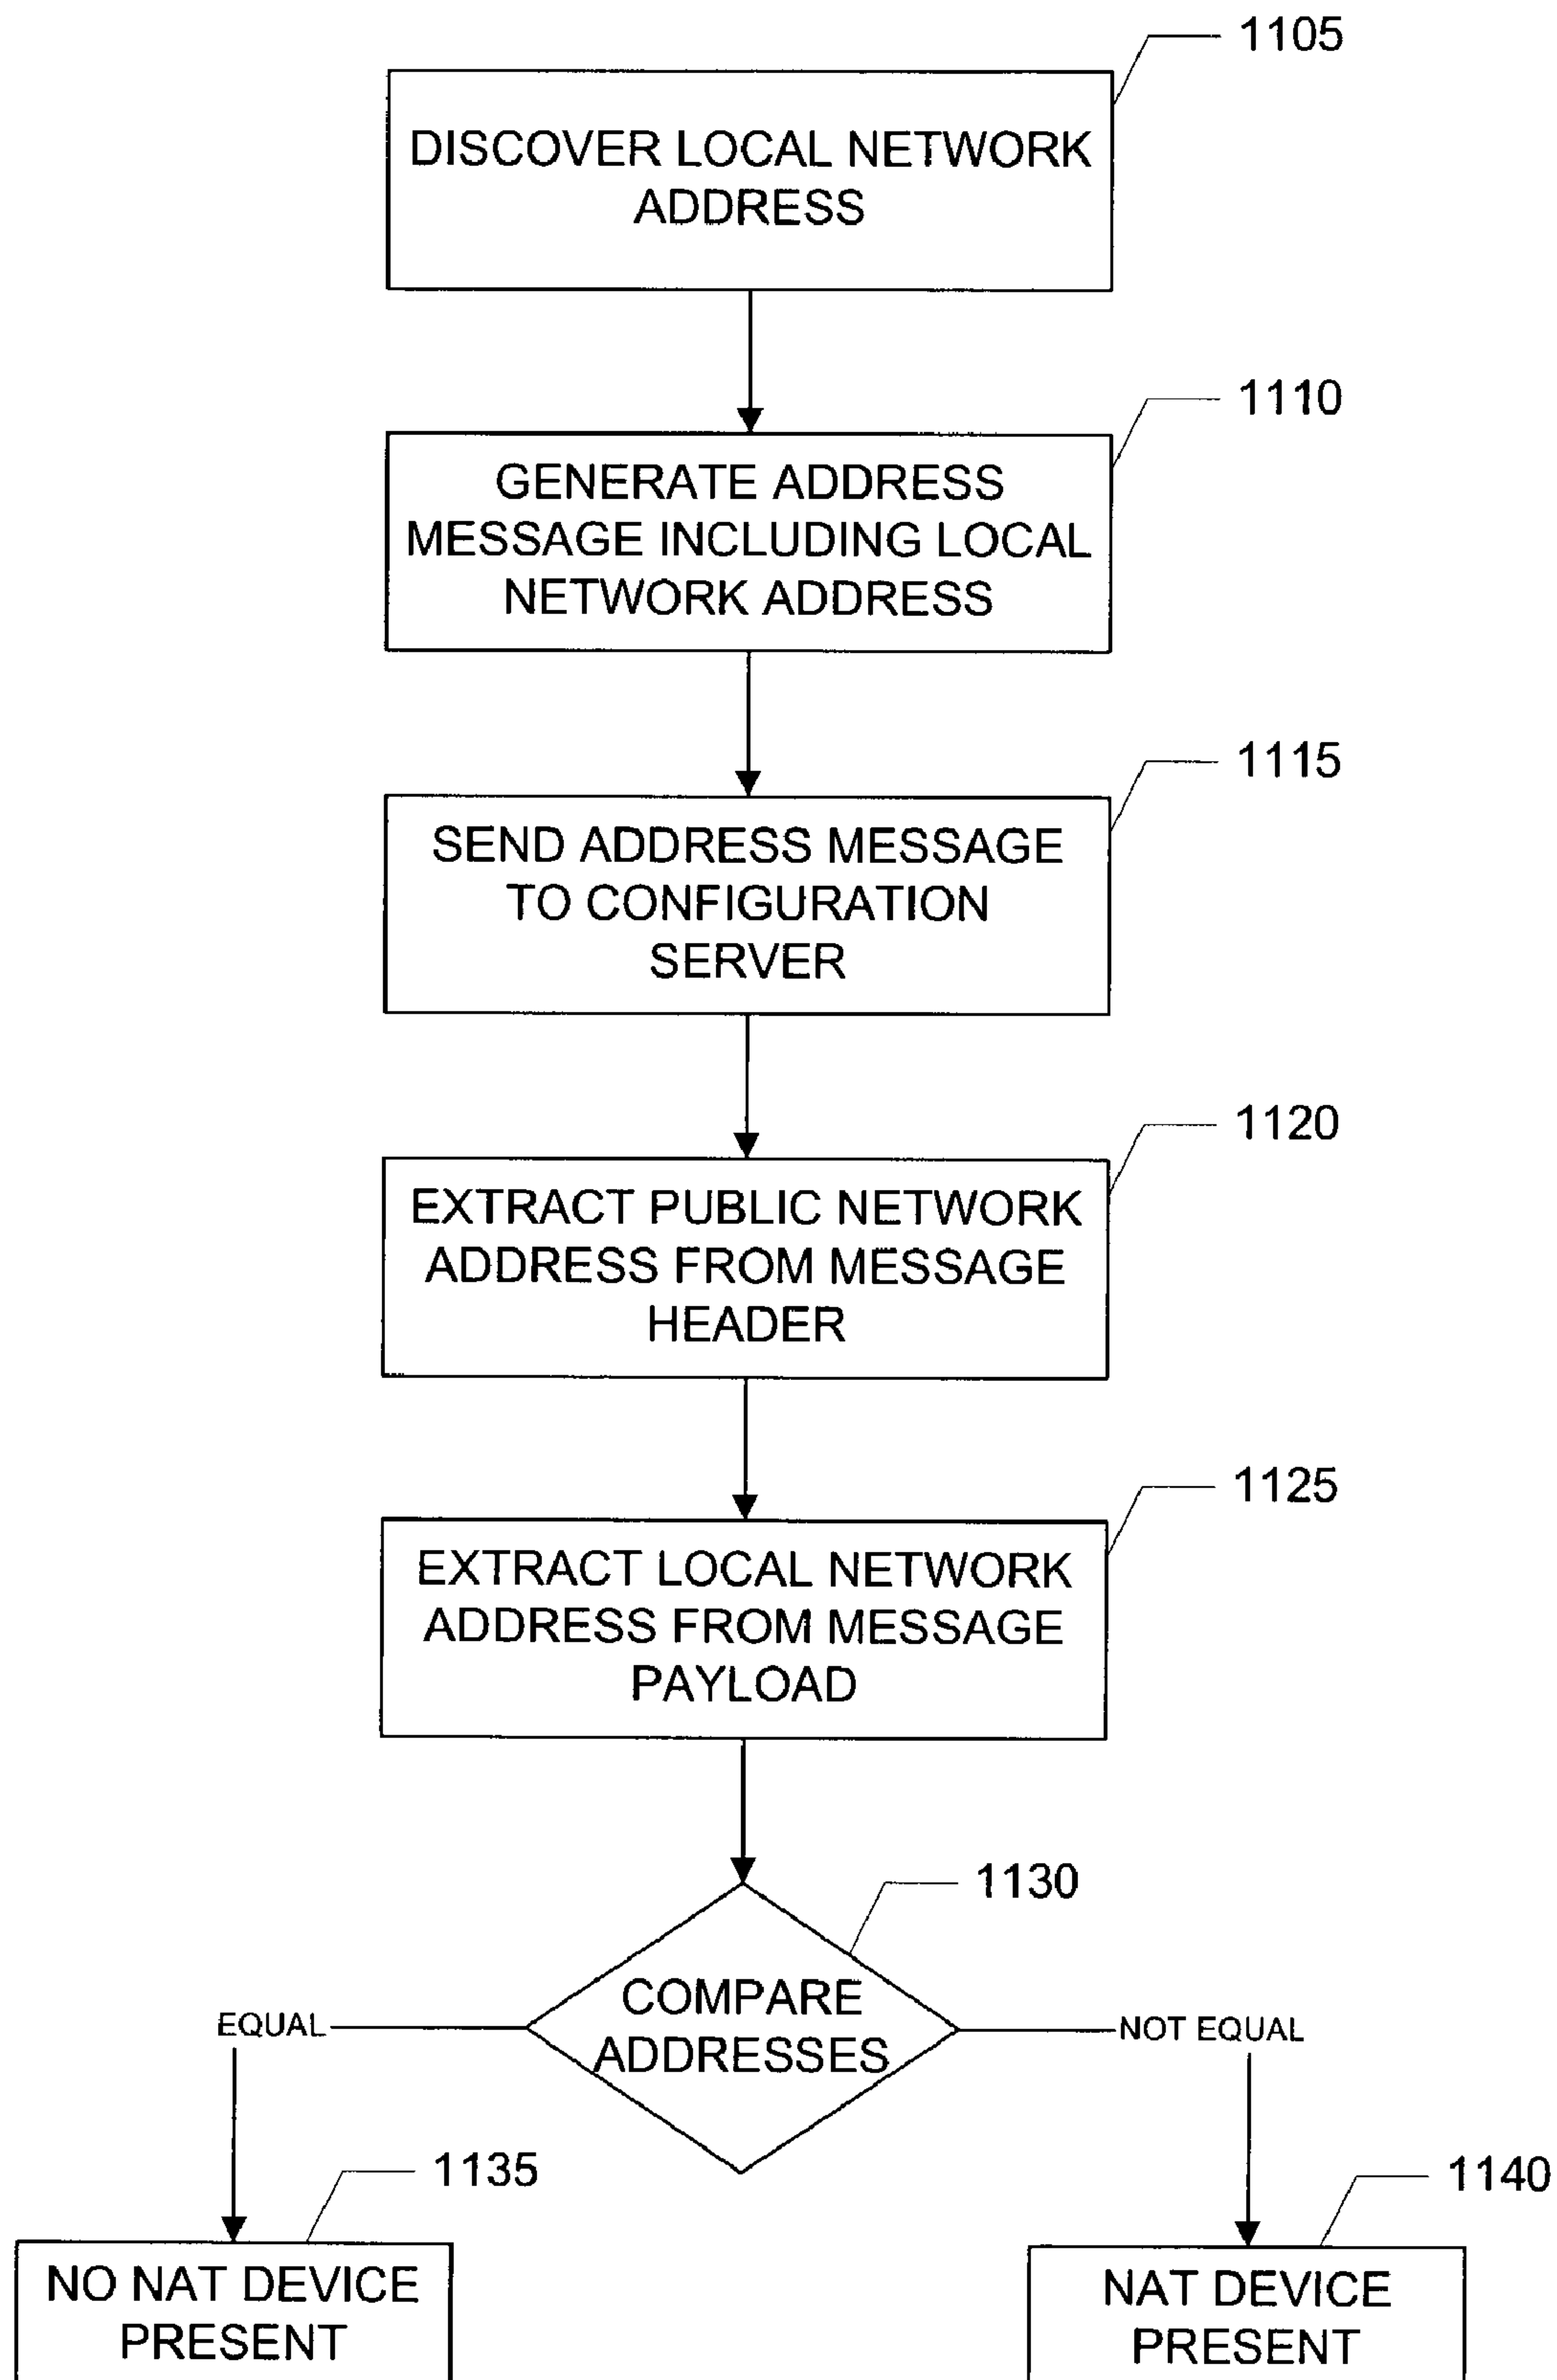 1105
DISCOVER LOCAL NETWORK
ADDRESS
1110
GENERATE ADDRESS
MESSAGE INCLUDING LOCAL
NETWORK ADDRESS
1115
SEND ADDRESS MESSAGE
TO CONFIGURATION
SERVER
1120
EXTRACT PUBLIC NETWORK
ADDRESS FROM MESSAGE
HEADER
1125
EXTRACT LOCAL NETWORK
ADDRESS FROM MESSAGE
PAYLOAD
1130
COMPARE
ADDRESSES
EQUAL
NOT EQUAL
1135
NO NAT DEVICE
PRESENT
1140
NAT DEVICE
PRESENT